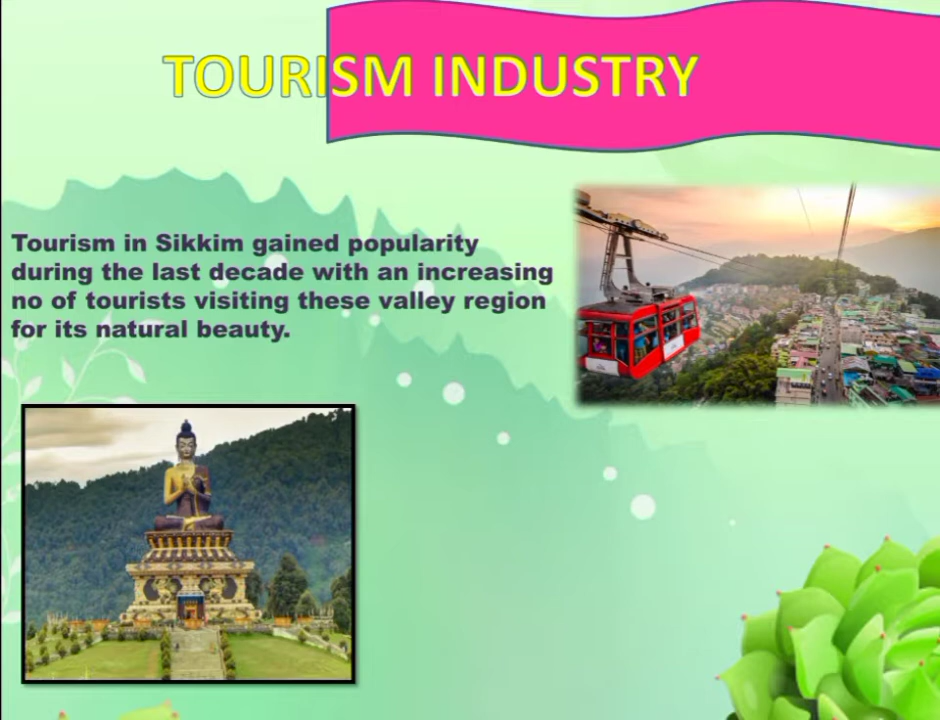 TOURISM INDUSTRY
Tourism in Sikkim gained popularity
during the last decade with an increasing
no of tourists visiting these valley region
for its natural beauty.